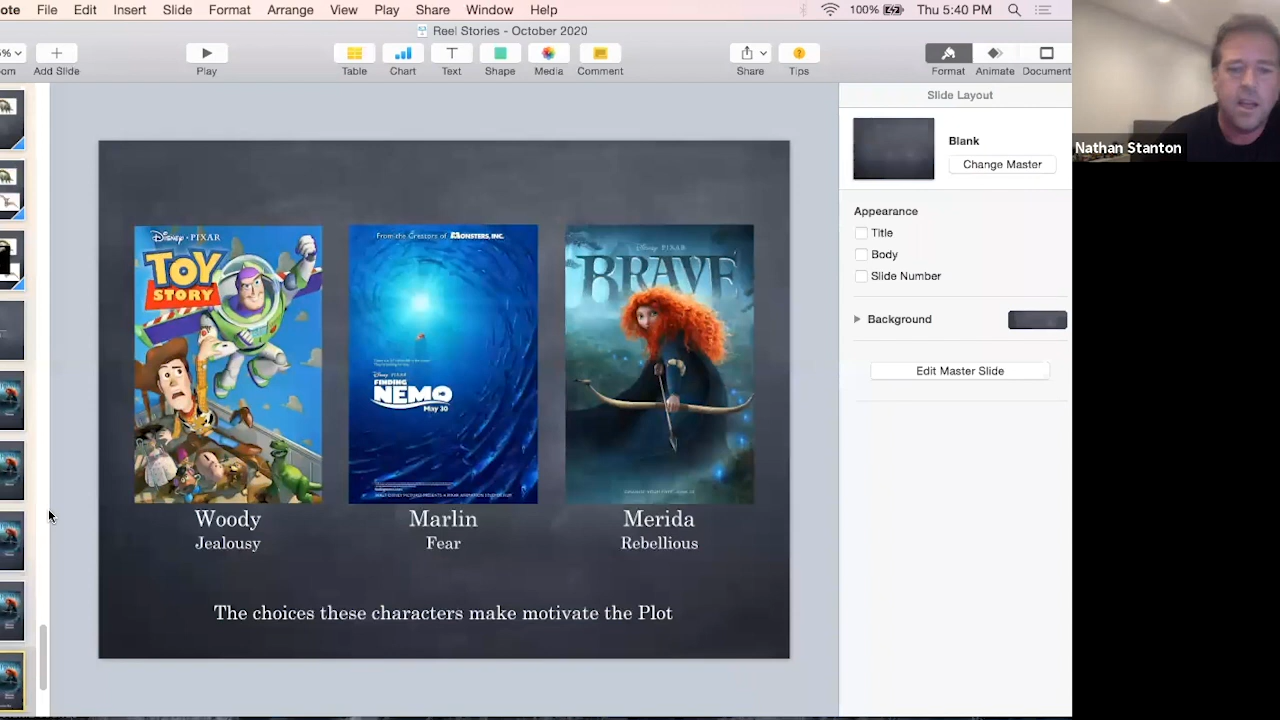 ote File Edit Insert Slide Format Arrange View Play Share Window Help
100% Thu 5:40 PM
Reel Stories - October 2020
% Add Slide Play Table Chart Text Shape Media Comment Share Tips Format Animate Document
oom
Slide Layout
Blank
Change Master
Appearance
Title
Body
Slide Number
Background
Edit Master Slide
Nathan Stanton
Disney · PIXAR
TOY
STORY
From the Creators of MONSTERS, INC.
Disney · PIXAR
FINDING
NEMO
May 30
Disney PIXAR
BRAVE
Woody
Jealousy
Marlin
Fear
Merida
Rebellious
The choices these characters make motivate the Plot